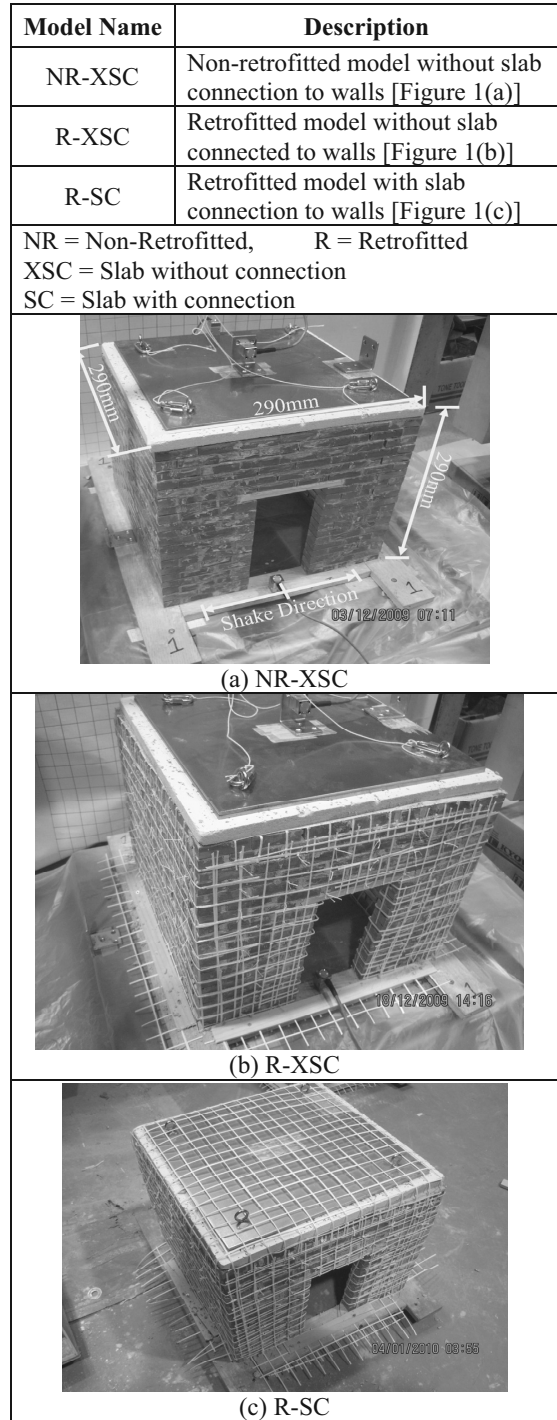 Model Name Description
NR-XSC Non-retrofitted model without slab
connection to walls [Figure 1(a)]
R-XSC Retrofitted model without slab
connected to walls [Figure 1(b)]
R-SC Retrofitted model with slab
connection to walls [Figure 1(c)]
NR = Non-Retrofitted, R = Retrofitted
XSC = Slab without connection
SC = Slab with connection
290mm
290mm
290mm
Shake Direction
1
1
03/12/2009 07:11
(a) NR-XSC
1
10/12/2009 14:16
(b) R-XSC
04/01/2010 03:55
(c) R-SC